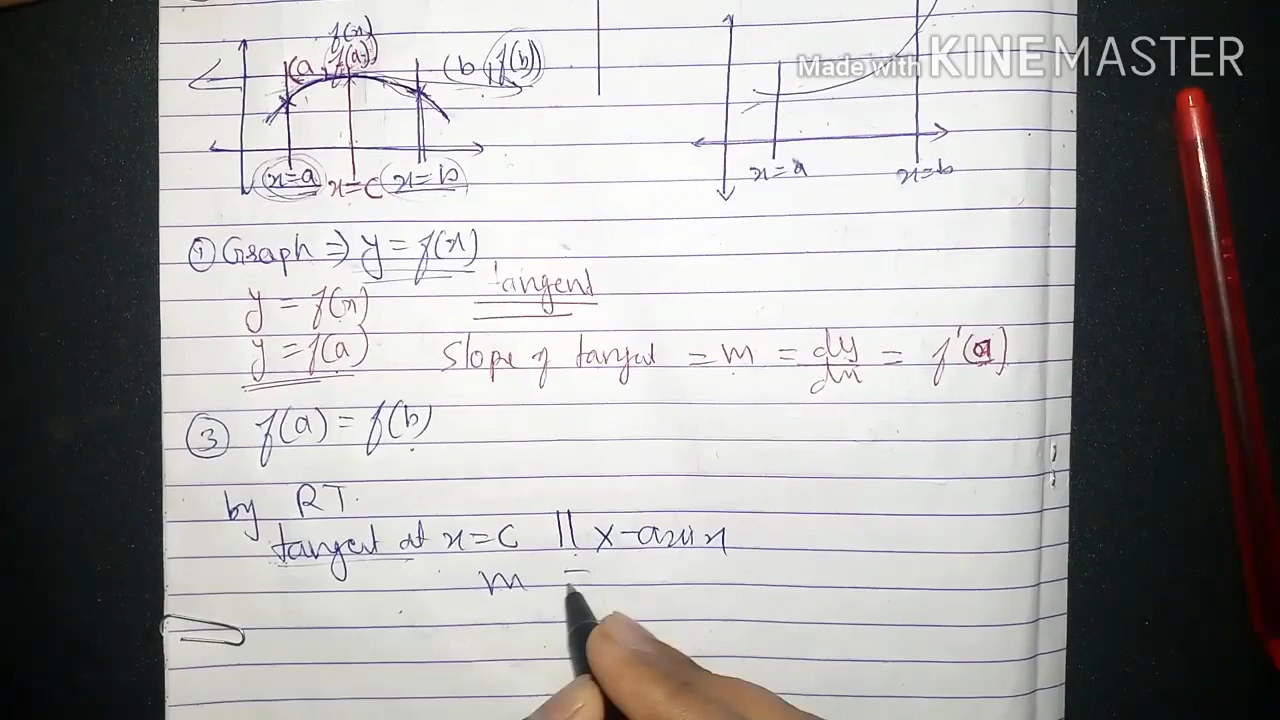 f(x)
(a, f(a)) (b, f(b))
Made with KINEMASTER
x=a x=c x=b
x=a x=b
① Graph ⇒ y = f(x)
tangent
y = f(x)
y = f(a) Slope of tangent = m = dy/dx = f'(a)
③ f(a) = f(b)
by RT.
tangent at x=c || x-axis
m =